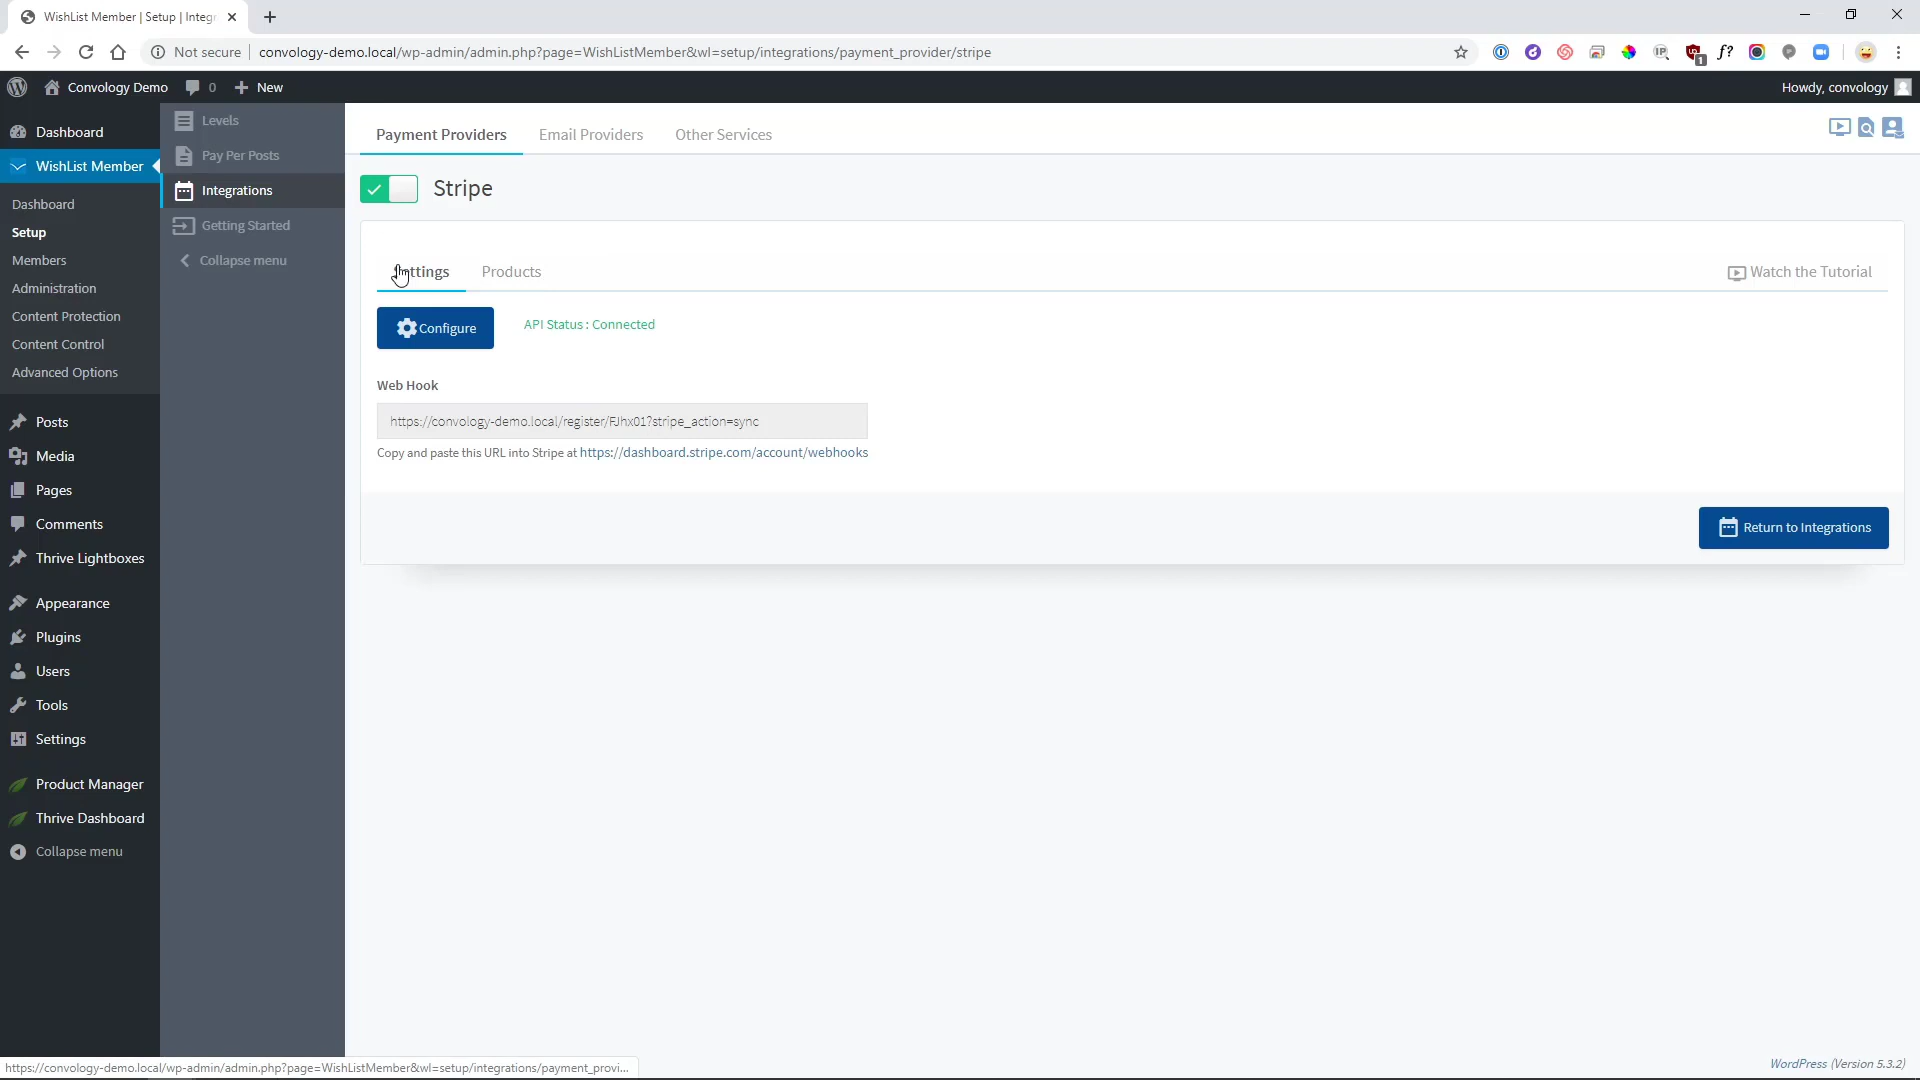 WishList Member | Setup | Integr
Not secure
convology-demo.local/wp-admin/admin.php?page=WishListMember&wl=setup/integrations/payment_provider/stripe
IP
1
f?
Convology Demo
0
New
Howdy, convology
Dashboard
WishList Member
Dashboard
Setup
Members
Administration
Content Protection
Content Control
Advanced Options
Posts
Media
Pages
Comments
Thrive Lightboxes
Appearance
Plugins
Users
Tools
Settings
Product Manager
Thrive Dashboard
Collapse menu
Levels
Pay Per Posts
Integrations
Getting Started
Collapse menu
Payment Providers
Email Providers
Other Services
Stripe
Products
Watch the Tutorial
Configure
API Status : Connected
Web Hook
https://convology-demo.local/register/FJhx01?stripe_action=sync
Copy and paste this URL into Stripe at https://dashboard.stripe.com/account/webhooks
Return to Integrations
https://convology-demo.local/wp-admin/admin.php?page=WishListMember&wl=setup/integrations/payment_provi...
WordPress (Version 5.3.2)